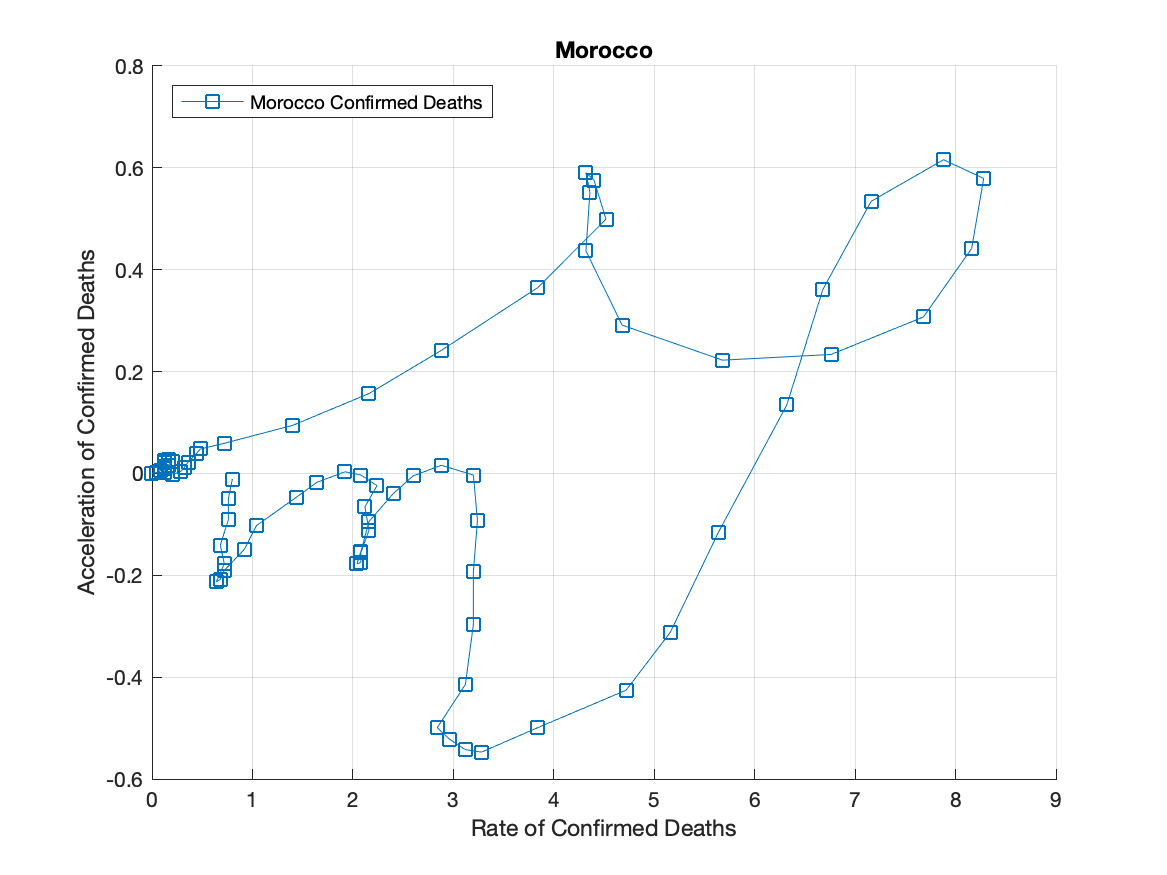 Morocco
0.8
Morocco Confirmed Deaths
0.6
0.4
0.2
0
-0.2
-0.4
-0.6
Acceleration of Confirmed Deaths
0 1 2 3 4 5 6 7 8 9
Rate of Confirmed Deaths